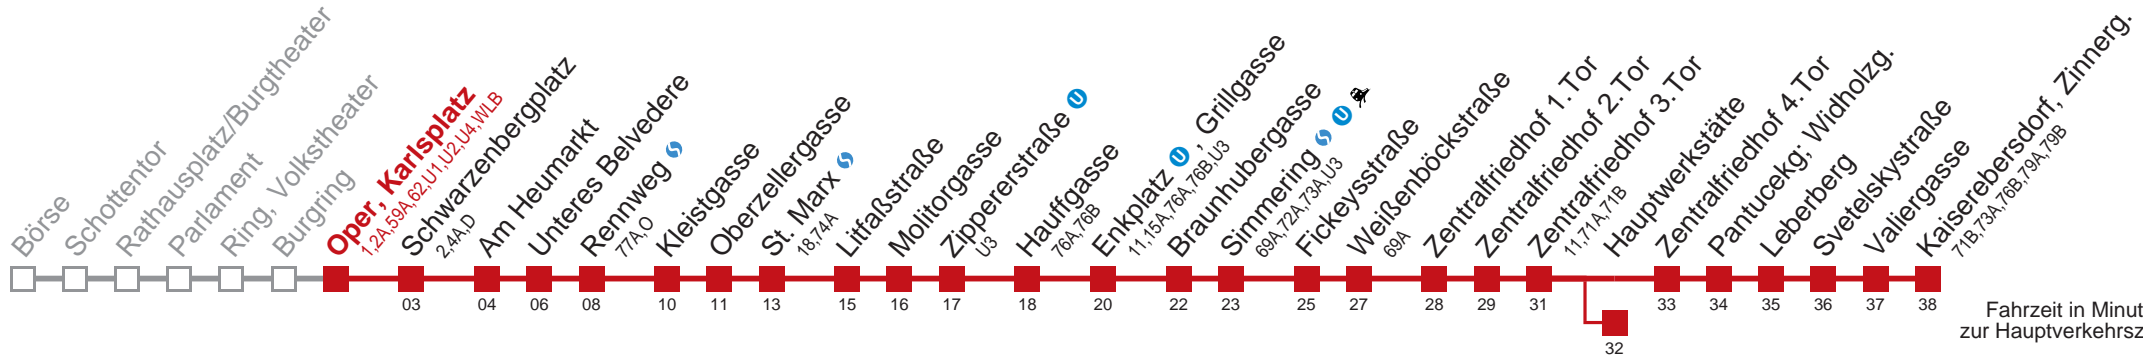 Börse
Schottentor
Rathausplatz/Burgtheater
Parlament
Ring, Volkstheater
Burgring
Oper, Karlsplatz
1,2A,59A,62,U1,U2,U4,WLB
Schwarzenbergplatz
2,4A,D
Am Heumarkt
Unteres Belvedere
Rennweg S
77A,O
Kleistgasse
Oberzellergasse
St. Marx S
18,74A
Litfaßstraße
Molitorgasse
Zippererstraße U
U3
Hauffgasse
76A,76B
Enkplatz U, Grillgasse
11,15A,76A,76B,U3
Braunhubergasse
Simmering S U
69A,72A,73A,U3
Fickeysstraße
Weißenböckstraße
69A
Zentralfriedhof 1.Tor
Zentralfriedhof 2.Tor
Zentralfriedhof 3.Tor
11,71A,71B
Hauptwerkstätte
Zentralfriedhof 4.Tor
Pantucekg; Widholzg.
Leberberg
Svetelskystraße
Valiergasse
Kaiserebersdorf, Zinnerg.
71B,73A,76B,79A,79B
03 04 06 08 10 11 13 15 16 17 18 20 22 23 25 27 28 29 31 33 34 35 36 37 38
32
Fahrzeit in Minut
zur Hauptverkehrsz